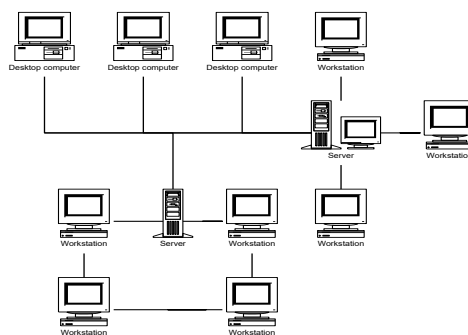 Desktop computer Desktop computer Desktop computer Workstation
Server Workstation
Workstation Server Workstation Workstation
Workstation Workstation